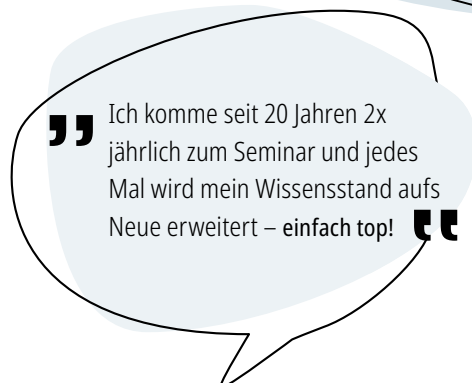 „Ich komme seit 20 Jahren 2x
jährlich zum Seminar und jedes
Mal wird mein Wissensstand aufs
Neue erweitert – einfach top!“